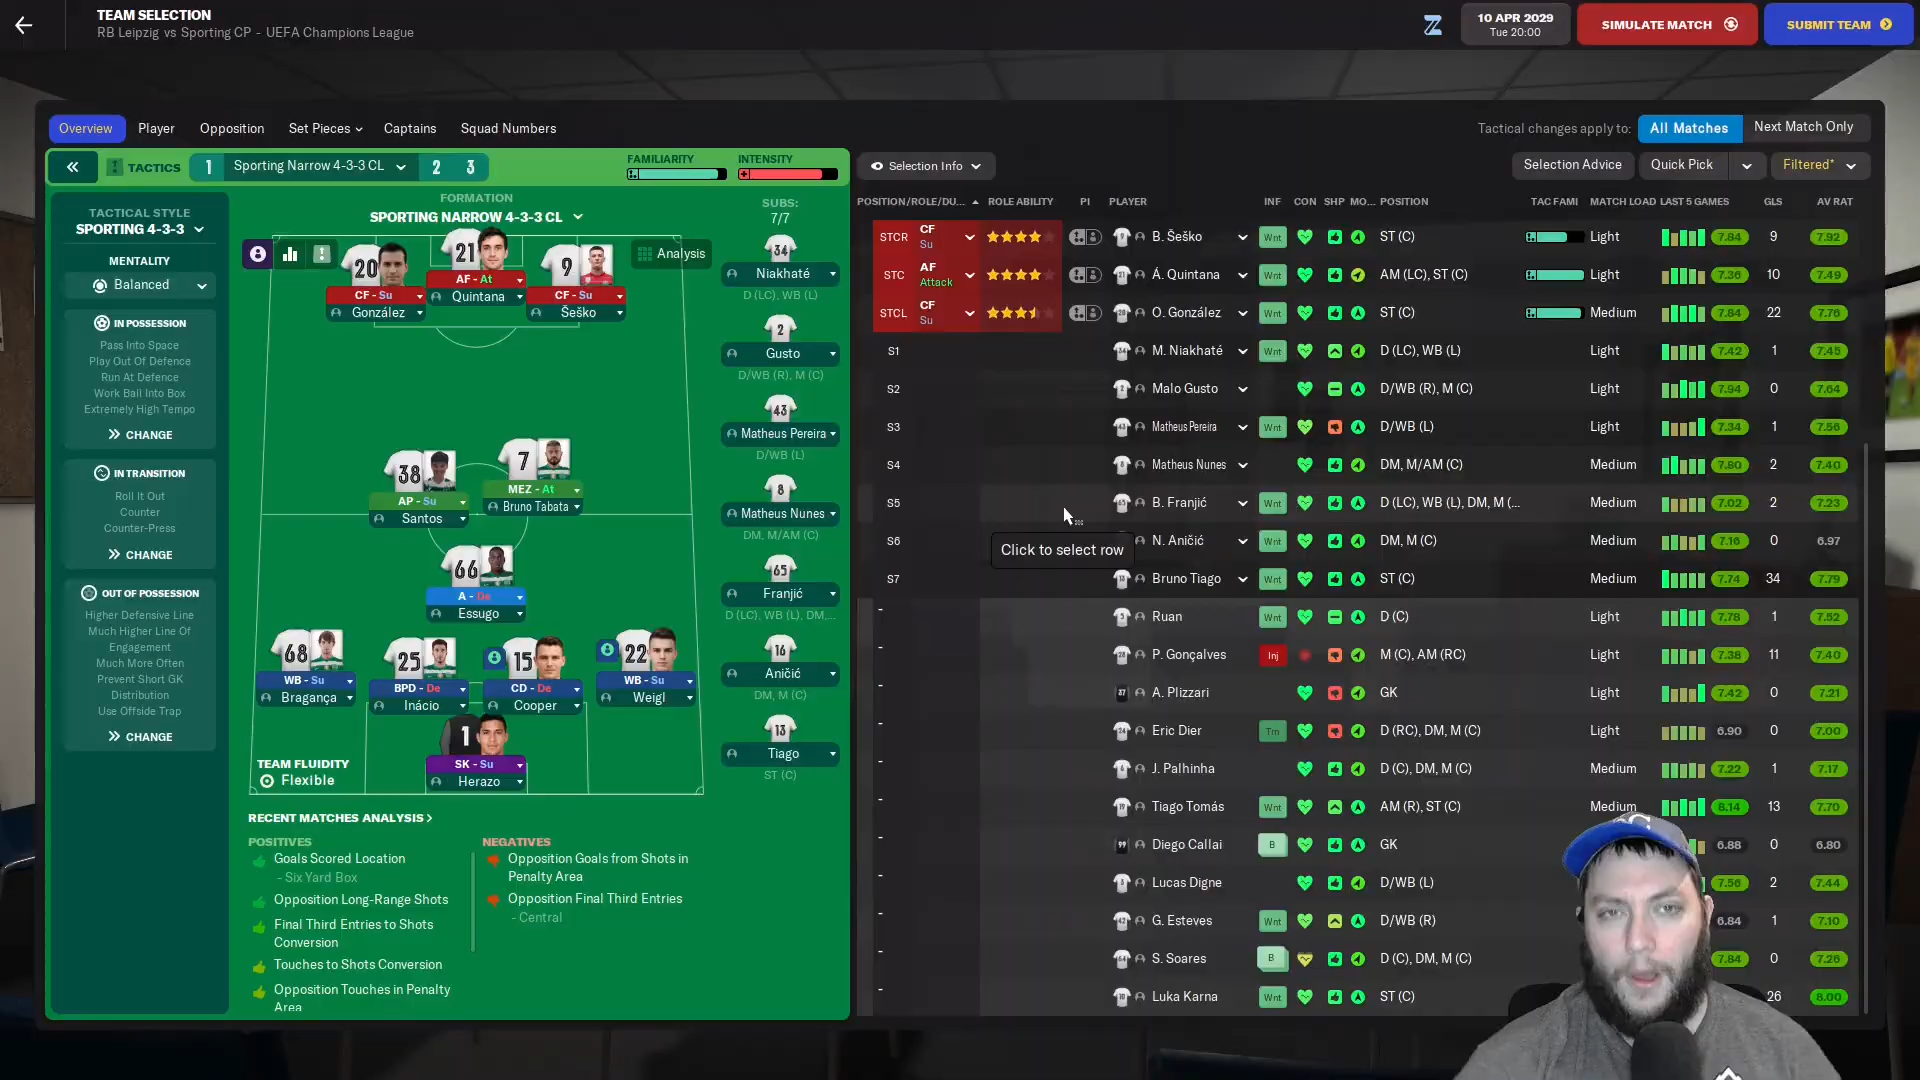 TEAM SELECTION
RB Leipzig vs Sporting CP - UEFA Champions League
10 APR 2029
Tue 20:00
SIMULATE MATCH
SUBMIT TEAM
Overview
Player
Opposition
Set Pieces
Captains
Squad Numbers
Tactical changes apply to:
All Matches
Next Match Only
TACTICS
1
Sporting Narrow 4-3-3 CL
2
3
FAMILIARITY
INTENSITY
Selection Info
Selection Advice
Quick Pick
Filtered*
TACTICAL STYLE
SPORTING 4-3-3
MENTALITY
Balanced
IN POSSESSION
Pass Into Space
Play Out Of Defence
Run At Defence
Work Ball Into Box
Extremely High Tempo
CHANGE
IN TRANSITION
Roll It Out
Counter
Counter-Press
CHANGE
OUT OF POSSESSION
Higher Defensive Line
Much Higher Line Of
Engagement
Much More Often
Prevent Short GK
Distribution
Use Offside Trap
CHANGE
FORMATION
SPORTING NARROW 4-3-3 CL
Analysis
20
CF - Su
González
21
AF - At
Quintana
9
CF - Su
Šeško
38
AP - Su
Santos
7
MEZ - At
Bruno Tabata
66
A - De
Essugo
68
WB - Su
Bragança
25
BPD - De
Inácio
15
CD - De
Cooper
22
WB - Su
Weigl
1
SK - Su
Herazo
TEAM FLUIDITY
Flexible
SUBS:
7/7
34
Niakhaté
D (LC), WB (L)
2
Gusto
D/WB (R), M (C)
43
Matheus Pereira
D/WB (L)
8
Matheus Nunes
DM, M/AM (C)
65
Franjić
D (LC), WB (L), DM,...
16
Aničić
DM, M (C)
13
Tiago
ST (C)
RECENT MATCHES ANALYSIS >
POSITIVES
Goals Scored Location
- Six Yard Box
Opposition Long-Range Shots
Final Third Entries to Shots
Conversion
Touches to Shots Conversion
Opposition Touches in Penalty
Area
NEGATIVES
Opposition Goals from Shots in
Penalty Area
Opposition Final Third Entries
- Central
POSITION/ROLE/DU... ROLE ABILITY PI PLAYER INF CON SHP MO... POSITION TAC FAMI MATCH LOAD LAST 5 GAMES GLS AV RAT
STCR CF Su B. Šeško Wnt ST (C) Light 7.84 9 7.92
STC AF Attack Á. Quintana Wnt AM (LC), ST (C) Light 7.36 10 7.49
STCL CF Su O. González Wnt ST (C) Medium 7.84 22 7.76
S1 M. Niakhaté Wnt D (LC), WB (L) Light 7.42 1 7.45
S2 Malo Gusto D/WB (R), M (C) Light 7.94 0 7.64
S3 Matheus Pereira Wnt D/WB (L) Light 7.34 1 7.56
S4 Matheus Nunes DM, M/AM (C) Medium 7.80 2 7.40
S5 B. Franjić Wnt D (LC), WB (L), DM, M (... Medium 7.02 2 7.23
S6 N. Aničić Wnt DM, M (C) Medium 7.16 0 6.97
Click to select row
S7 Bruno Tiago Wnt ST (C) Medium 7.74 34 7.79
- Ruan Wnt D (C) Light 7.78 1 7.52
- P. Gonçalves Inj M (C), AM (RC) Light 7.38 11 7.40
- A. Plizzari GK Light 7.42 0 7.21
- Eric Dier Trn D (RC), DM, M (C) Light 6.90 0 7.00
- J. Palhinha D (C), DM, M (C) Medium 7.22 1 7.17
- Tiago Tomás Wnt AM (R), ST (C) Medium 8.14 13 7.70
- Diego Callai B GK 6.88 0 6.80
- Lucas Digne D/WB (L) 7.56 2 7.44
- G. Esteves Wnt D/WB (R) 6.84 1 7.10
- S. Soares B D (C), DM, M (C) 7.84 0 7.26
Luka Karna Wnt ST (C) 26 8.00